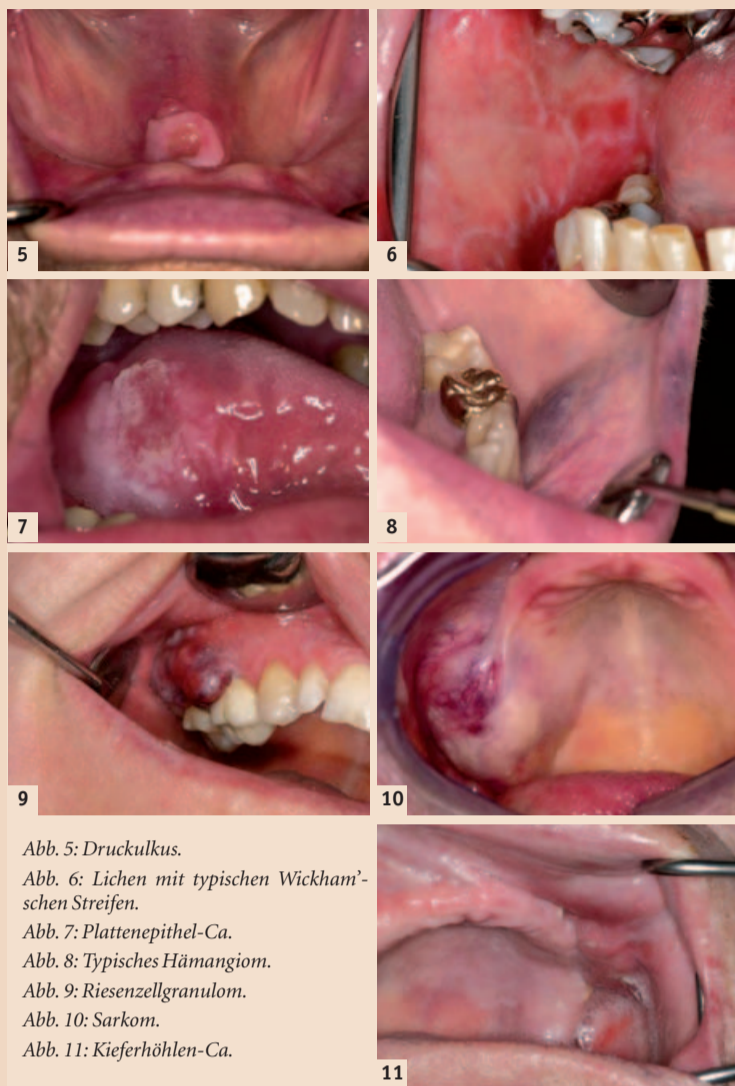 5
6
7
8
9
10
Abb. 5: Druckulkus.
Abb. 6: Lichen mit typischen Wickham’-
schen Streifen.
Abb. 7: Plattenepithel-Ca.
Abb. 8: Typisches Hämangiom.
Abb. 9: Riesenzellgranulom.
Abb. 10: Sarkom.
Abb. 11: Kieferhöhlen-Ca.
11